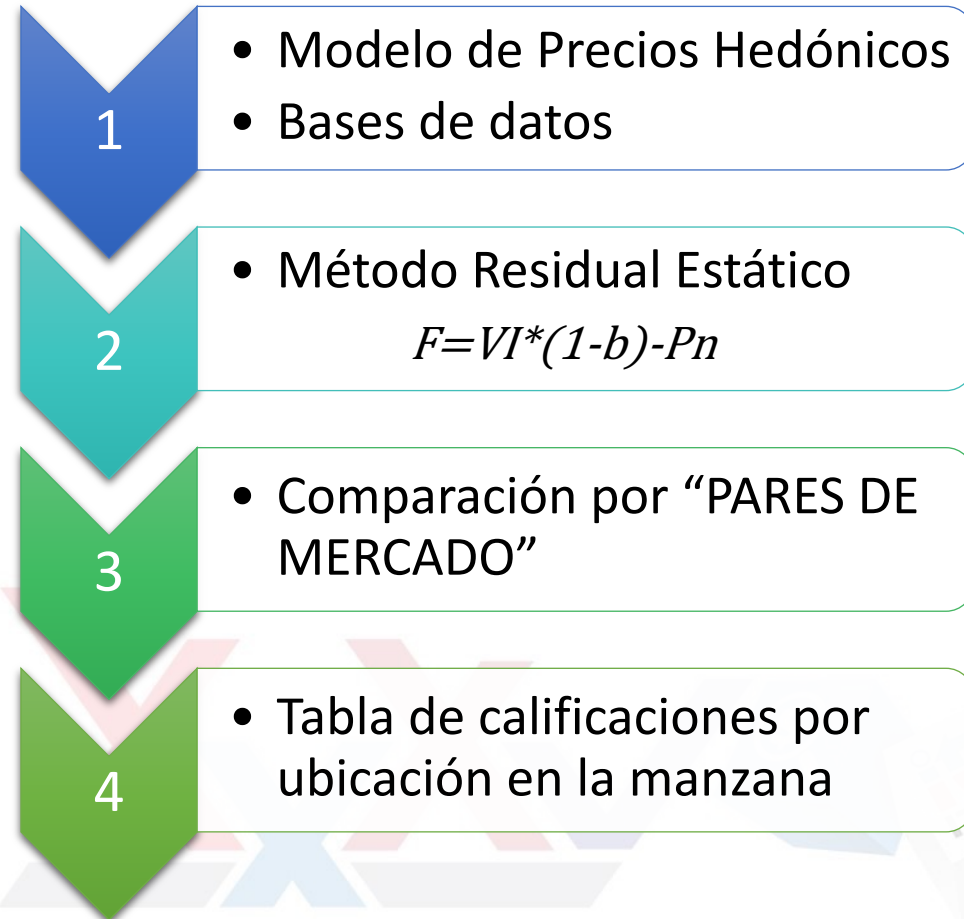 1
• Modelo de Precios Hedónicos
• Bases de datos
2
• Método Residual Estático
F=VI*(1-b)-Pn
3
• Comparación por “PARES DE
MERCADO”
4
• Tabla de calificaciones por
ubicación en la manzana